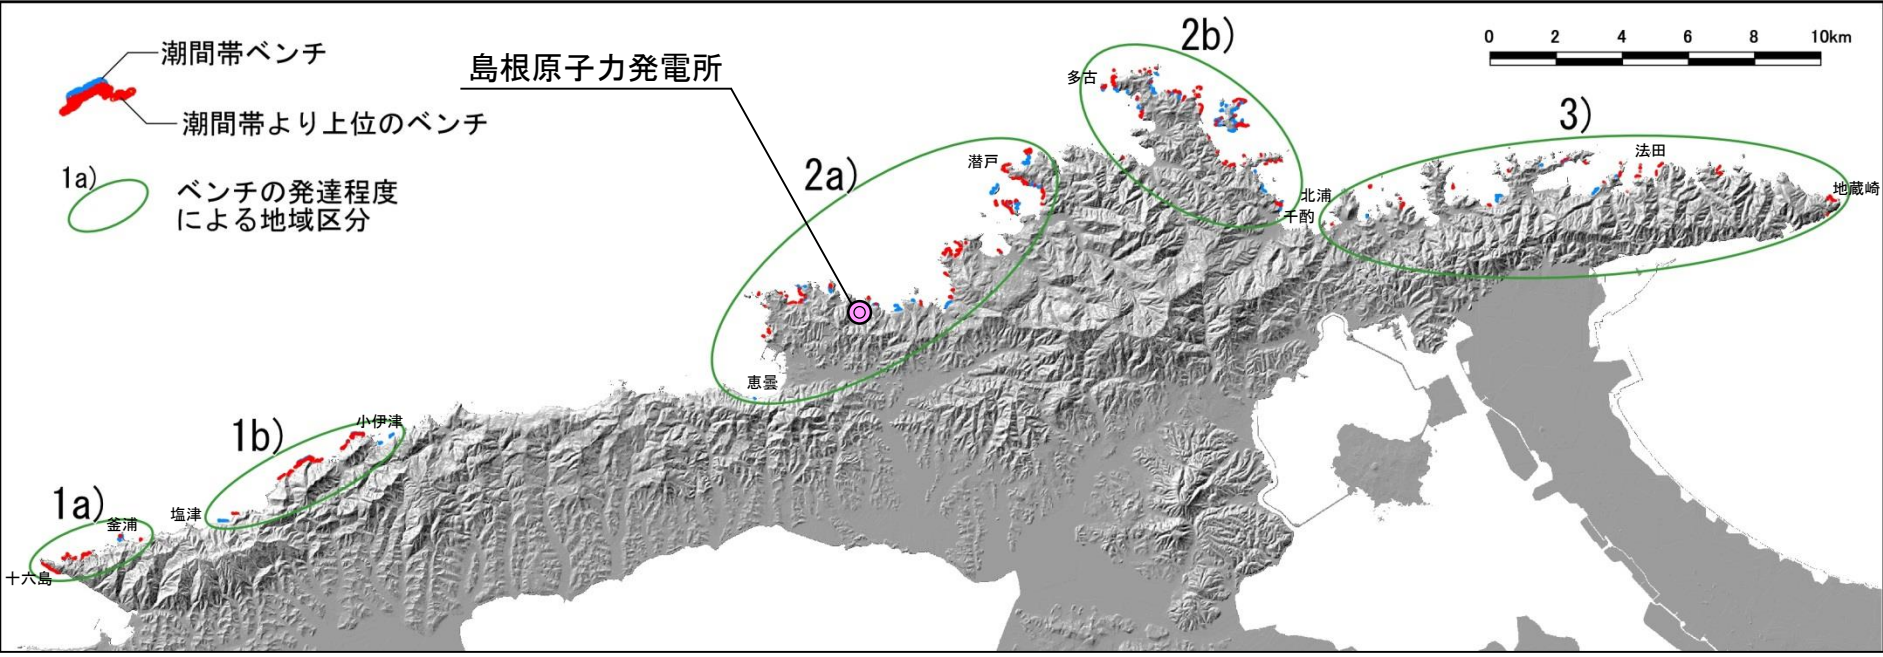 潮間帯ベンチ
潮間帯より上位のベンチ
1a)
ベンチの発達程度
による地域区分
島根原子力発電所
0 2 4 6 8 10km
2b)
多古
3)
法田
2a)
潜戸
北浦
千酌
地蔵崎
恵曇
1b)
小伊津
1a)
釜浦
塩津
十六島